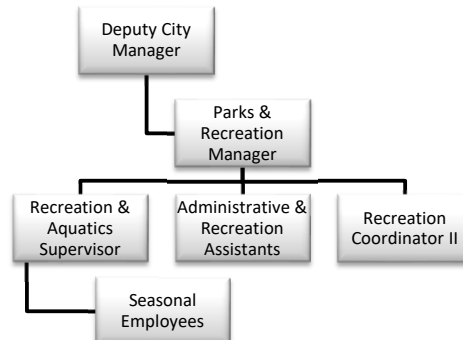 Deputy City
Manager
Parks &
Recreation
Manager
Recreation &
Aquatics
Supervisor
Administrative &
Recreation
Assistants
Recreation
Coordinator II
Seasonal
Employees